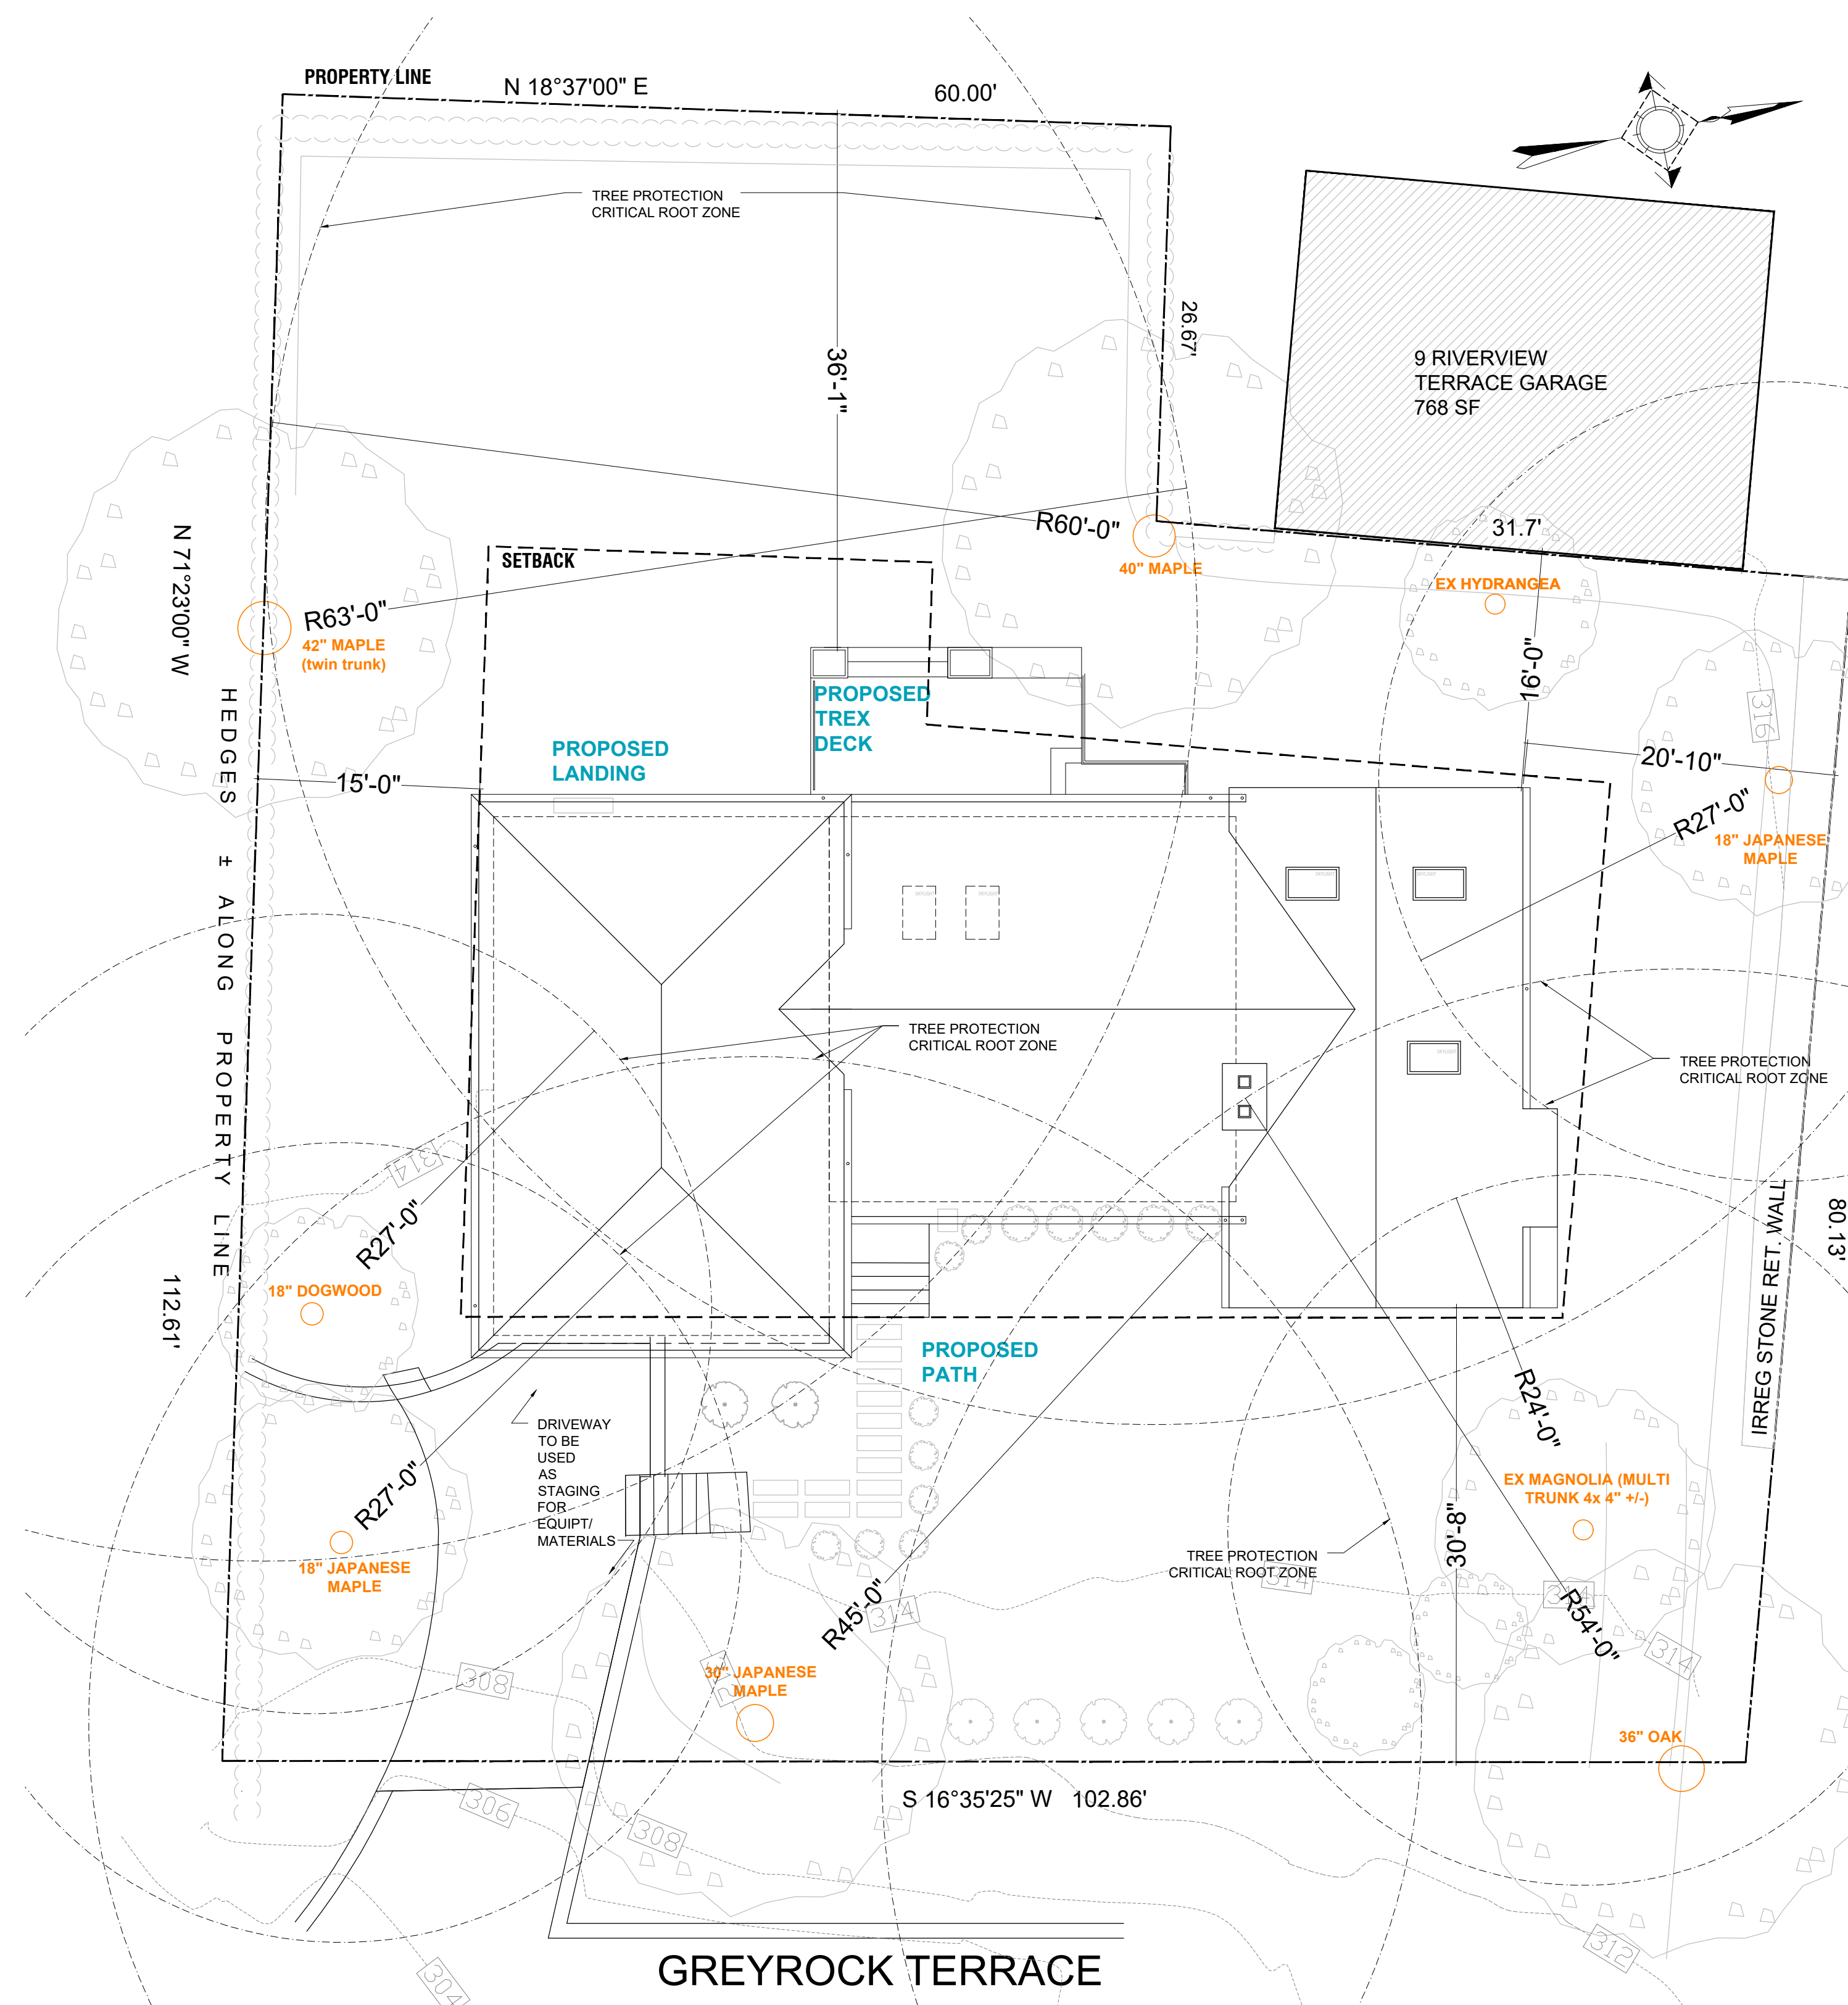 PROPERTY LINE
N 18°37'00" E
60.00'
TREE PROTECTION
CRITICAL ROOT ZONE
26.67'
36'-1"
9 RIVERVIEW
TERRACE GARAGE
768 SF
31.7'
R60'-0"
40" MAPLE
EX HYDRANGEA
SETBACK
N 71°23'00" W
R63'-0"
42" MAPLE
(twin trunk)
16'-0"
316
PROPOSED
TREX
DECK
PROPOSED
LANDING
15'-0"
20'-10"
R27'-0"
18" JAPANESE
MAPLE
HEDGES ± ALONG PROPERTY LINE
SKYLIGHT
SKYLIGHT
SKYLIGHT
SKYLIGHT
SKYLIGHT
TREE PROTECTION
CRITICAL ROOT ZONE
TREE PROTECTION
CRITICAL ROOT ZONE
314
R27'-0"
18" DOGWOOD
112.61'
80.13'
IRREG STONE RET. WALL
PROPOSED
PATH
R24'-0"
DRIVEWAY
TO BE
USED
AS
STAGING
FOR
EQUIPT/
MATERIALS
R27'-0"
18" JAPANESE
MAPLE
EX MAGNOLIA (MULTI
TRUNK 4x 4" +/-)
30'-8"
TREE PROTECTION
CRITICAL ROOT ZONE
314
314
R54'-0"
R45'-0"
314
314
308
30" JAPANESE
MAPLE
36" OAK
S 16°35'25" W 102.86'
306
308
312
304
GREYROCK TERRACE